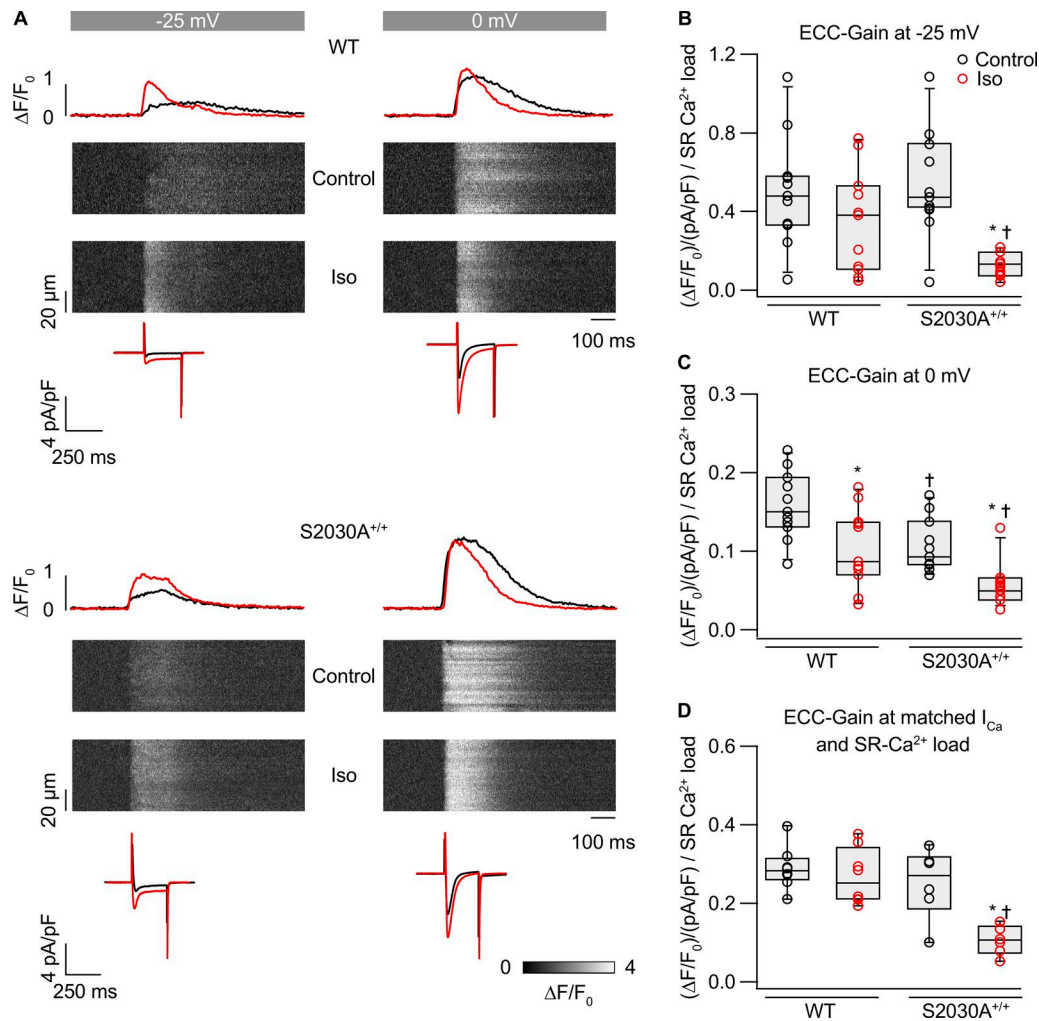 A
-25 mV
0 mV
WT
1
0
ΔF/F₀
Control
Iso
20 µm
100 ms
4 pA/pF
250 ms
S2030A⁺/⁺
1
0
ΔF/F₀
Control
Iso
20 µm
100 ms
4 pA/pF
250 ms
0
4
ΔF/F₀
B
ECC-Gain at -25 mV
Control
Iso
(ΔF/F₀)/(pA/pF) / SR Ca²⁺ load
1.2
0.8
0.4
0.0
* †
WT
S2030A⁺/⁺
C
ECC-Gain at 0 mV
(ΔF/F₀)/(pA/pF) / SR Ca²⁺ load
0.3
0.2
0.1
0.0
*
†
* †
WT
S2030A⁺/⁺
D
ECC-Gain at matched I_Ca
and SR-Ca²⁺ load
(ΔF/F₀)/(pA/pF) / SR Ca²⁺ load
0.6
0.4
0.2
0.0
* †
WT
S2030A⁺/⁺